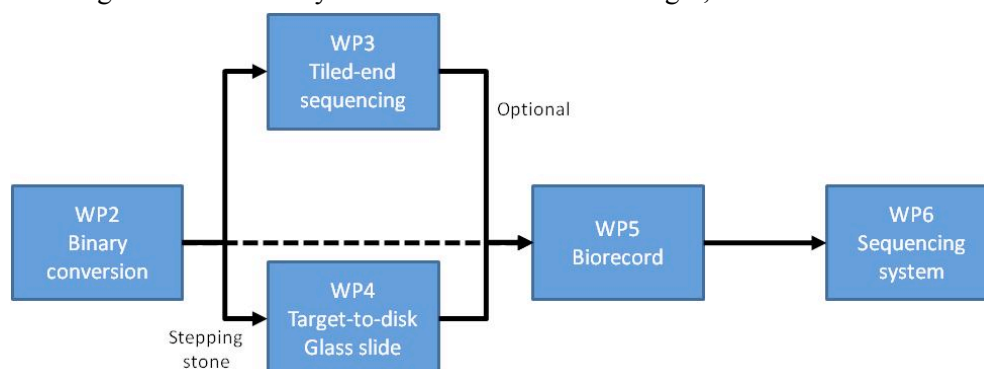 WP3
Tiled-end
sequencing
Optional
WP2
Binary
conversion
WP5
Biorecord
WP6
Sequencing
system
WP4
Target-to-disk
Glass slide
Stepping
stone